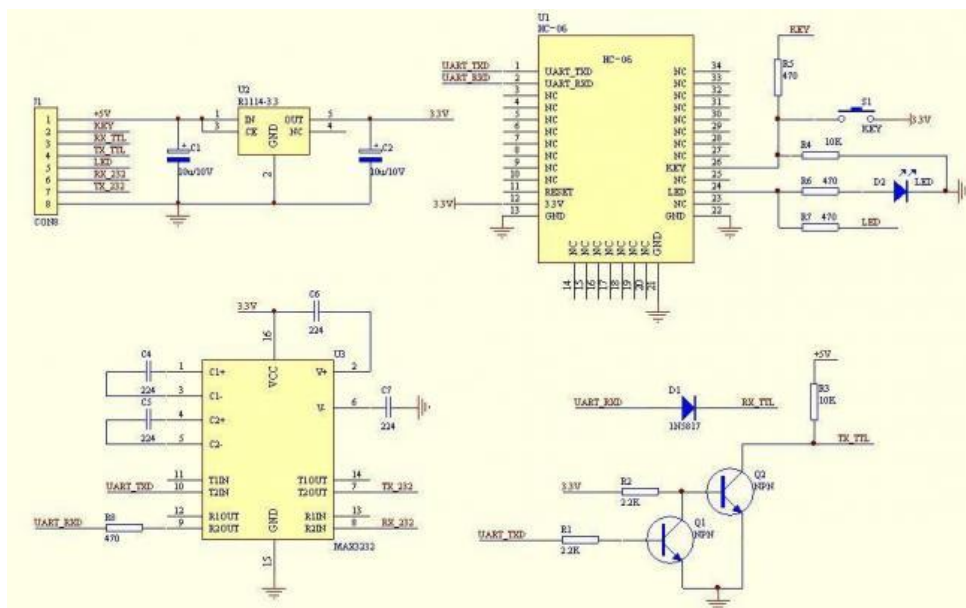 J1
1 +5V
2 KEY
3 RX_TTL
4 TX_TTL
5 LED
6 RX_232
7 TX_232
8
CON8
C1
20u/10V
U2
R1114-3.3
1 IN OUT 5
3 CE NC 4
GND
2
3.3V
C2
10u/10V
U1
HC-06
HC-06
UART_TXD 1 UART_TXD NC 34
UART_RXD 2 UART_RXD NC 33
3 NC NC 32
4 NC NC 31
5 NC NC 30
6 NC NC 29
7 NC NC 28
8 NC NC 27
9 NC KEY 26
10 NC NC 25
11 RESET LED 24
3.3V 12 3.3V NC 23
13 GND GND 22
NC NC NC NC NC NC NC GND
14 15 16 17 18 19 20 21
KEY
R5
470
S1
KEY
3.3V
R4 10K
R6 470
D2 LED
R7 470
LED
3.3V
C6
224
16
U3
C4
224
1 C1+
3 C1-
C5
224
4 C2+
5 C2-
VCC
V+ 2
V- 6
C7
224
11 T1IN T1OUT 14
UART_TXD 10 T2IN T2OUT 7 TX_232
12 R1OUT R1IN 13
UART_RXD R8 470 9 R2OUT R2IN 8 RX_232
GND
15
MAX3232
D1
UART_RXD RX_TTL
1N5817
+5V
R3
10K
TX_TTL
3.3V R2
2.2K
Q2
NPN
UART_TXD R1
2.2K
Q1
NPN